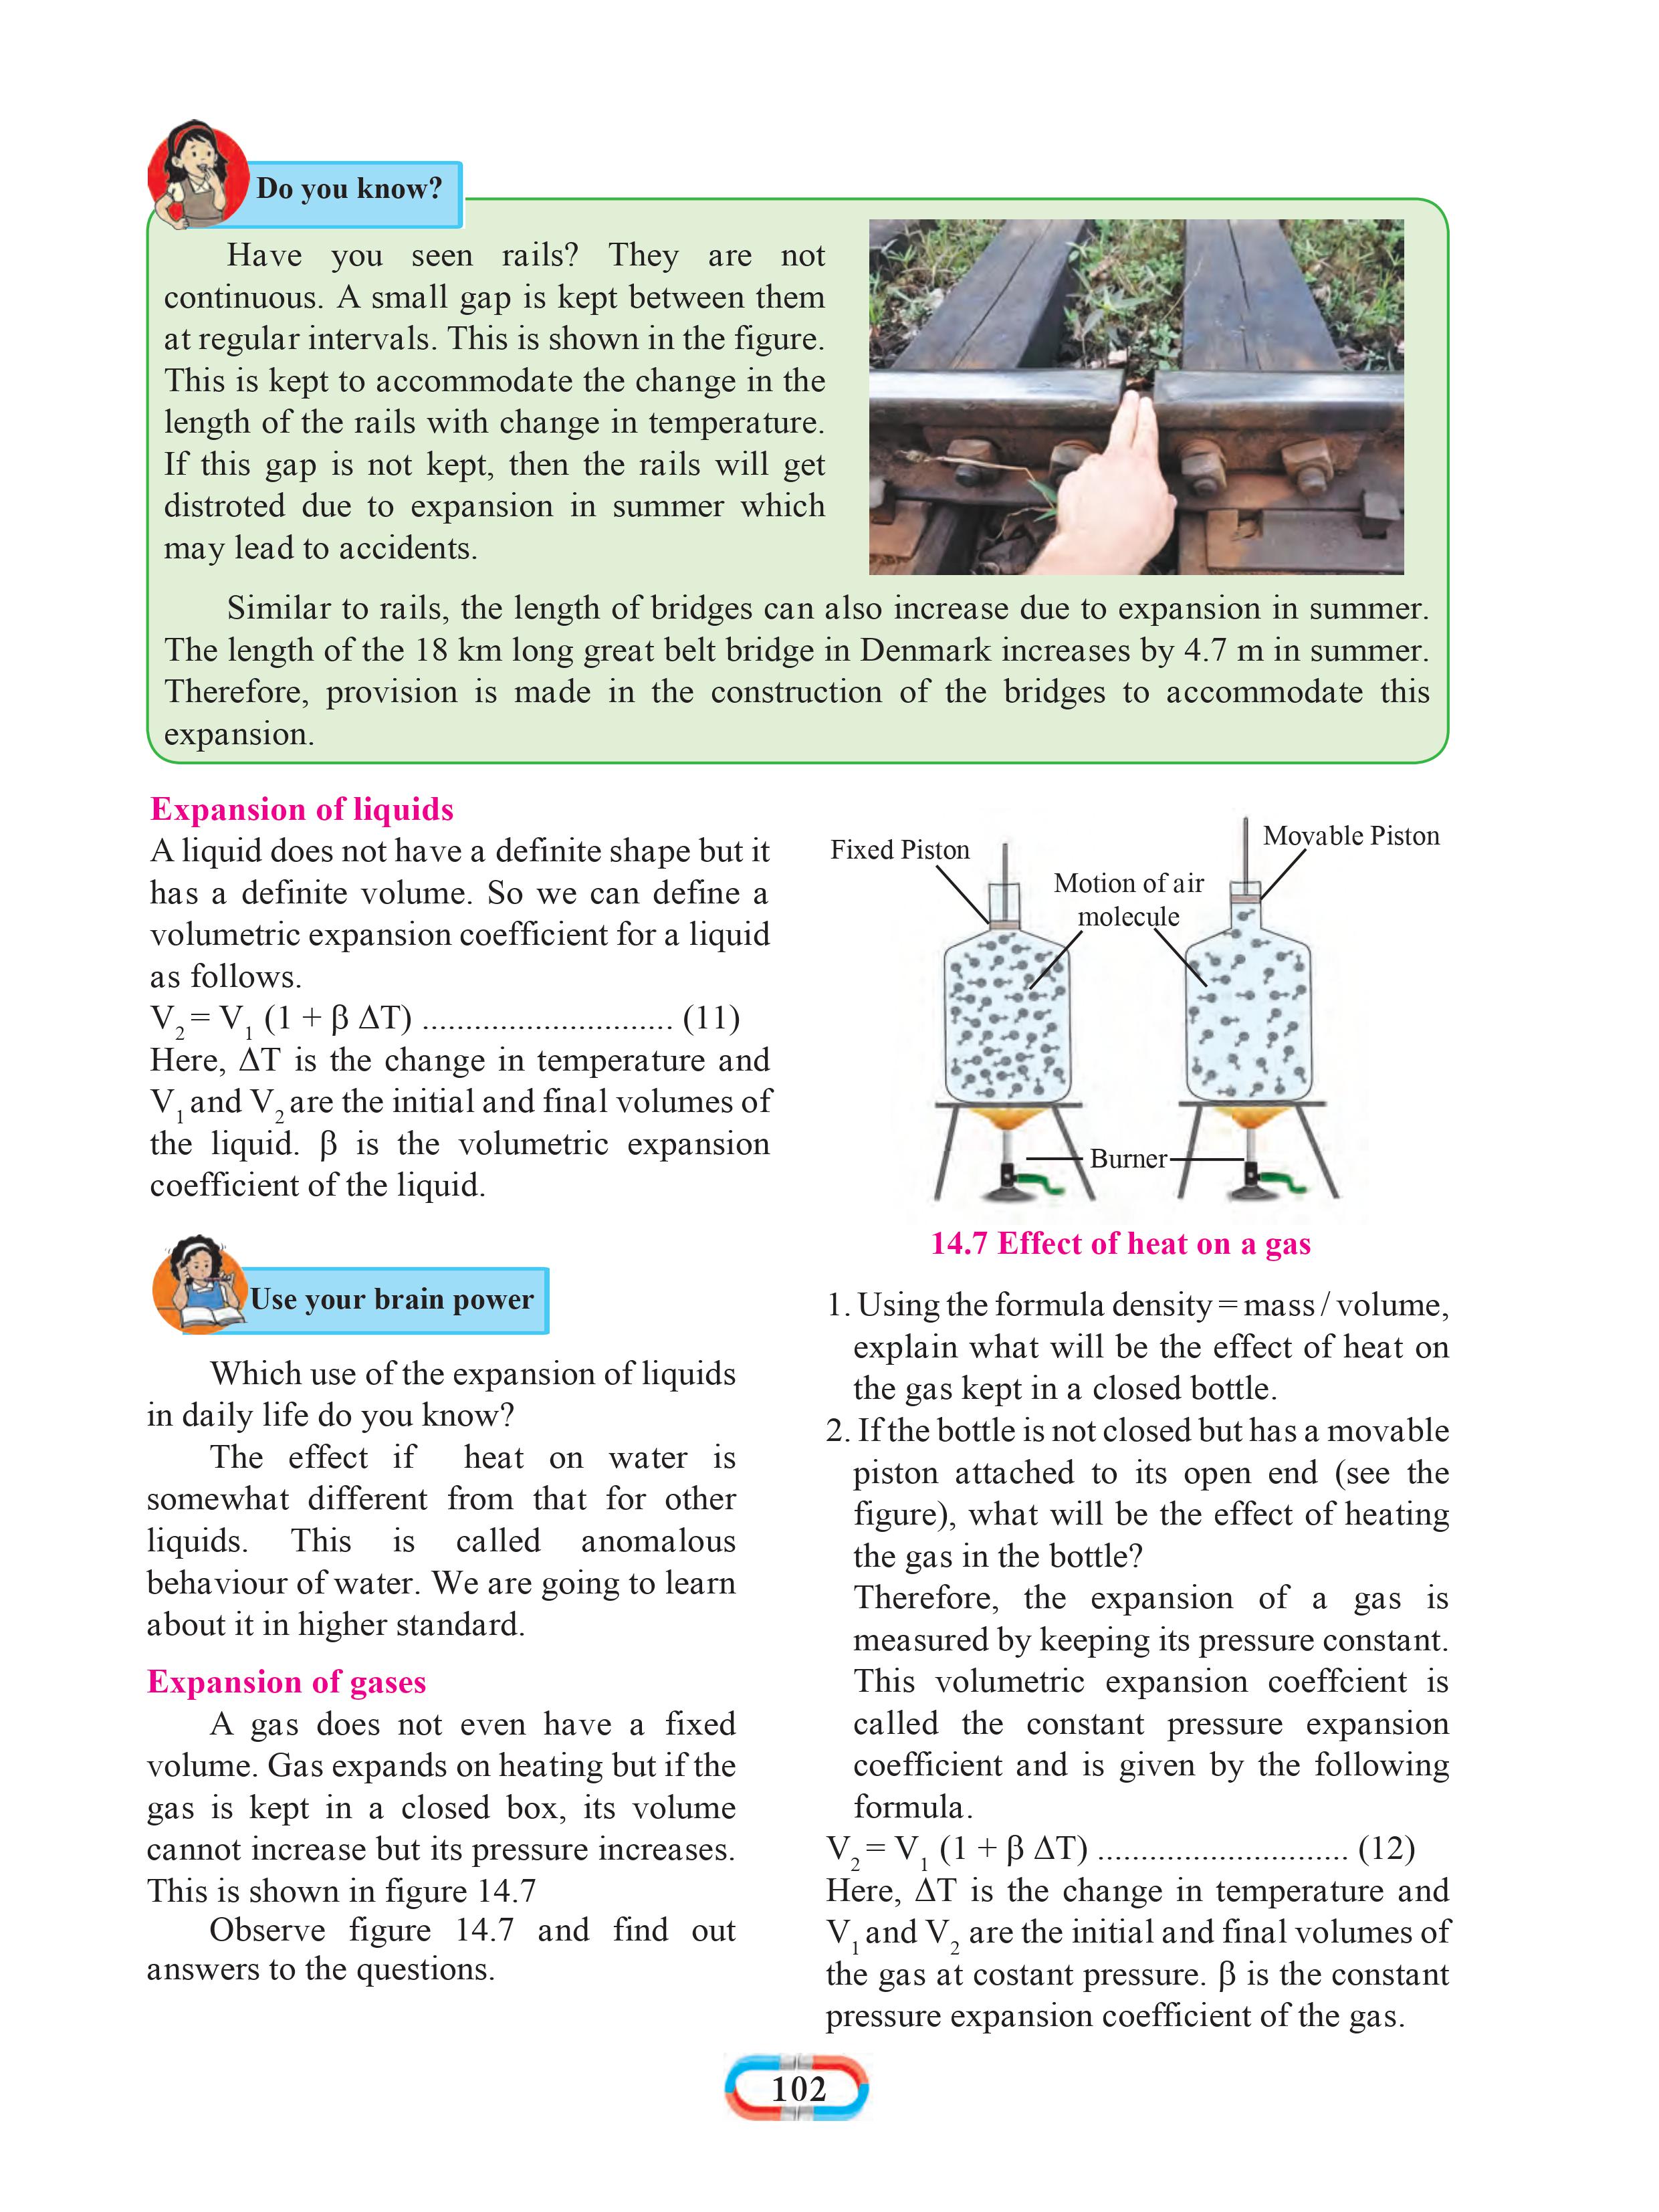 Do you know?
Have you seen rails? They are not
continuous. A small gap is kept between them
at regular intervals. This is shown in the figure.
This is kept to accommodate the change in the
length of the rails with change in temperature.
If this gap is not kept, then the rails will get
distroted due to expansion in summer which
may lead to accidents.
Similar to rails, the length of bridges can also increase due to expansion in summer.
The length of the 18 km long great belt bridge in Denmark increases by 4.7 m in summer.
Therefore, provision is made in the construction of the bridges to accommodate this
expansion.
Expansion of liquids
A liquid does not have a definite shape but it
has a definite volume. So we can define a
volumetric expansion coefficient for a liquid
as follows.
V₂ = V₁ (1 + β ΔT) ............................. (11)
Here, ΔT is the change in temperature and
V₁ and V₂ are the initial and final volumes of
the liquid. β is the volumetric expansion
coefficient of the liquid.
Use your brain power
Which use of the expansion of liquids
in daily life do you know?
The effect if heat on water is
somewhat different from that for other
liquids. This is called anomalous
behaviour of water. We are going to learn
about it in higher standard.
Expansion of gases
A gas does not even have a fixed
volume. Gas expands on heating but if the
gas is kept in a closed box, its volume
cannot increase but its pressure increases.
This is shown in figure 14.7
Observe figure 14.7 and find out
answers to the questions.
Fixed Piston
Movable Piston
Motion of air
molecule
Burner
14.7 Effect of heat on a gas
1. Using the formula density = mass / volume,
explain what will be the effect of heat on
the gas kept in a closed bottle.
2. If the bottle is not closed but has a movable
piston attached to its open end (see the
figure), what will be the effect of heating
the gas in the bottle?
Therefore, the expansion of a gas is
measured by keeping its pressure constant.
This volumetric expansion coeffcient is
called the constant pressure expansion
coefficient and is given by the following
formula.
V₂ = V₁ (1 + β ΔT) ............................. (12)
Here, ΔT is the change in temperature and
V₁ and V₂ are the initial and final volumes of
the gas at costant pressure. β is the constant
pressure expansion coefficient of the gas.
102